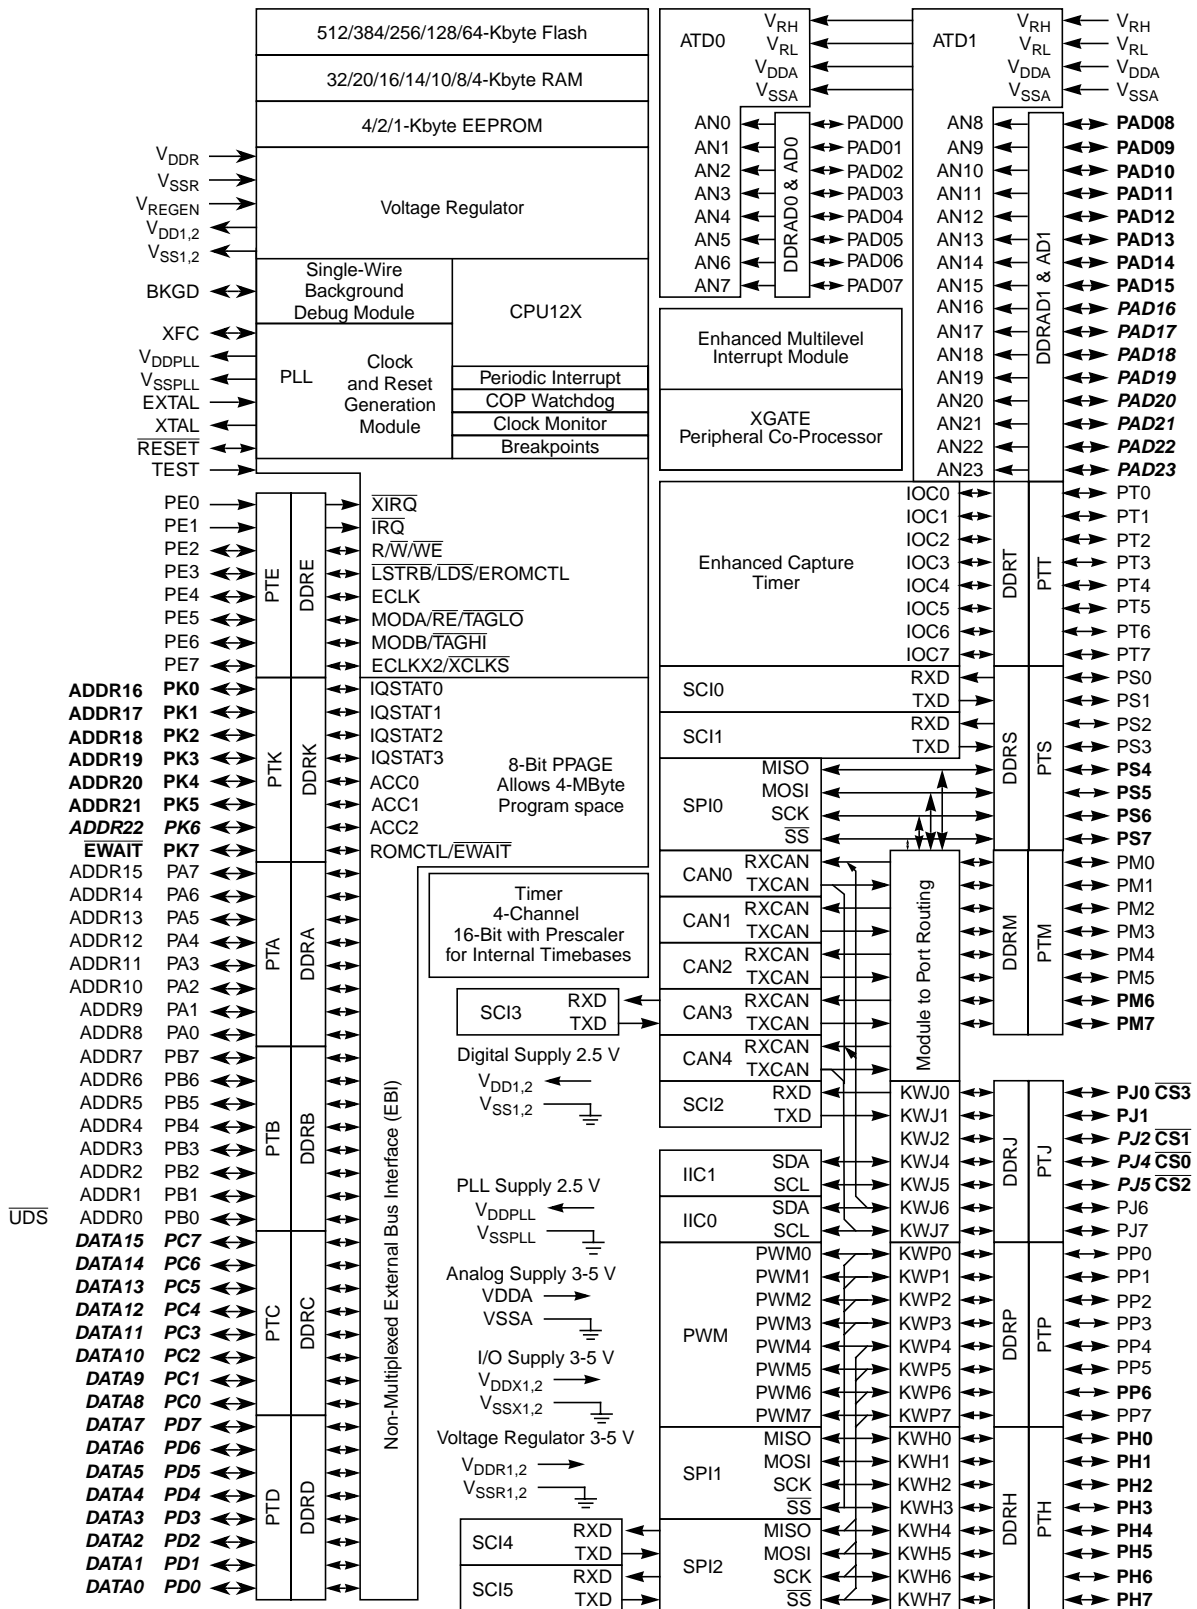 512/384/256/128/64-Kbyte Flash
32/20/16/14/10/8/4-Kbyte RAM
4/2/1-Kbyte EEPROM
VDDR
VSSR
VREGEN
VDD1,2
VSS1,2
Voltage Regulator
BKGD
Single-Wire
Background
Debug Module
CPU12X
XFC
VDDPLL
VSSPLL
EXTAL
XTAL
RESET
TEST
PLL
Clock
and Reset
Generation
Module
Periodic Interrupt
COP Watchdog
Clock Monitor
Breakpoints
PE0
PE1
PE2
PE3
PE4
PE5
PE6
PE7
PTE
DDRE
XIRQ
IRQ
R/W/WE
LSTRB/LDS/EROMCTL
ECLK
MODA/RE/TAGLO
MODB/TAGHI
ECLKX2/XCLKS
ADDR16 PK0
ADDR17 PK1
ADDR18 PK2
ADDR19 PK3
ADDR20 PK4
ADDR21 PK5
ADDR22 PK6
EWAIT PK7
PTK
DDRK
IQSTAT0
IQSTAT1
IQSTAT2
IQSTAT3
ACC0
ACC1
ACC2
ROMCTL/EWAIT
8-Bit PPAGE
Allows 4-MByte
Program space
ADDR15 PA7
ADDR14 PA6
ADDR13 PA5
ADDR12 PA4
ADDR11 PA3
ADDR10 PA2
ADDR9 PA1
ADDR8 PA0
PTA
DDRA
ADDR7 PB7
ADDR6 PB6
ADDR5 PB5
ADDR4 PB4
ADDR3 PB3
ADDR2 PB2
ADDR1 PB1
UDS ADDR0 PB0
PTB
DDRB
DATA15 PC7
DATA14 PC6
DATA13 PC5
DATA12 PC4
DATA11 PC3
DATA10 PC2
DATA9 PC1
DATA8 PC0
PTC
DDRC
DATA7 PD7
DATA6 PD6
DATA5 PD5
DATA4 PD4
DATA3 PD3
DATA2 PD2
DATA1 PD1
DATA0 PD0
PTD
DDRD
Non-Multiplexed External Bus Interface (EBI)
Timer
4-Channel
16-Bit with Prescaler
for Internal Timebases
SCI3
RXD
TXD
Digital Supply 2.5 V
VDD1,2
VSS1,2
PLL Supply 2.5 V
VDDPLL
VSSPLL
Analog Supply 3-5 V
VDDA
VSSA
I/O Supply 3-5 V
VDDX1,2
VSSX1,2
Voltage Regulator 3-5 V
VDDR1,2
VSSR1,2
SCI4
RXD
TXD
SCI5
RXD
TXD
ATD0
VRH
VRL
VDDA
VSSA
AN0
AN1
AN2
AN3
AN4
AN5
AN6
AN7
DDRAD0 & AD0
PAD00
PAD01
PAD02
PAD03
PAD04
PAD05
PAD06
PAD07
ATD1
VRH
VRL
VDDA
VSSA
VRH
VRL
VDDA
VSSA
AN8
AN9
AN10
AN11
AN12
AN13
AN14
AN15
AN16
AN17
AN18
AN19
AN20
AN21
AN22
AN23
DDRAD1 & AD1
PAD08
PAD09
PAD10
PAD11
PAD12
PAD13
PAD14
PAD15
PAD16
PAD17
PAD18
PAD19
PAD20
PAD21
PAD22
PAD23
Enhanced Multilevel
Interrupt Module
XGATE
Peripheral Co-Processor
Enhanced Capture
Timer
IOC0
IOC1
IOC2
IOC3
IOC4
IOC5
IOC6
IOC7
DDRT
PTT
PT0
PT1
PT2
PT3
PT4
PT5
PT6
PT7
SCI0
RXD
TXD
SCI1
RXD
TXD
SPI0
MISO
MOSI
SCK
SS
DDRS
PTS
PS0
PS1
PS2
PS3
PS4
PS5
PS6
PS7
CAN0
RXCAN
TXCAN
CAN1
RXCAN
TXCAN
CAN2
RXCAN
TXCAN
CAN3
RXCAN
TXCAN
CAN4
RXCAN
TXCAN
Module to Port Routing
DDRM
PTM
PM0
PM1
PM2
PM3
PM4
PM5
PM6
PM7
SCI2
RXD
TXD
IIC1
SDA
SCL
IIC0
SDA
SCL
KWJ0
KWJ1
KWJ2
KWJ4
KWJ5
KWJ6
KWJ7
DDRJ
PTJ
PJ0 CS3
PJ1
PJ2 CS1
PJ4 CS0
PJ5 CS2
PJ6
PJ7
PWM
PWM0
PWM1
PWM2
PWM3
PWM4
PWM5
PWM6
PWM7
KWP0
KWP1
KWP2
KWP3
KWP4
KWP5
KWP6
KWP7
DDRP
PTP
PP0
PP1
PP2
PP3
PP4
PP5
PP6
PP7
SPI1
MISO
MOSI
SCK
SS
SPI2
MISO
MOSI
SCK
SS
KWH0
KWH1
KWH2
KWH3
KWH4
KWH5
KWH6
KWH7
DDRH
PTH
PH0
PH1
PH2
PH3
PH4
PH5
PH6
PH7